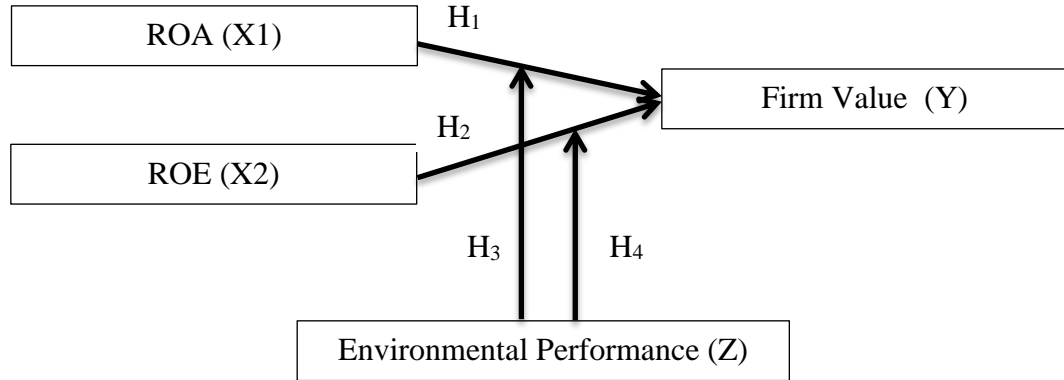 H₁
ROA (X1)
Firm Value (Y)
H₂
ROE (X2)
H₃
H₄
Environmental Performance (Z)